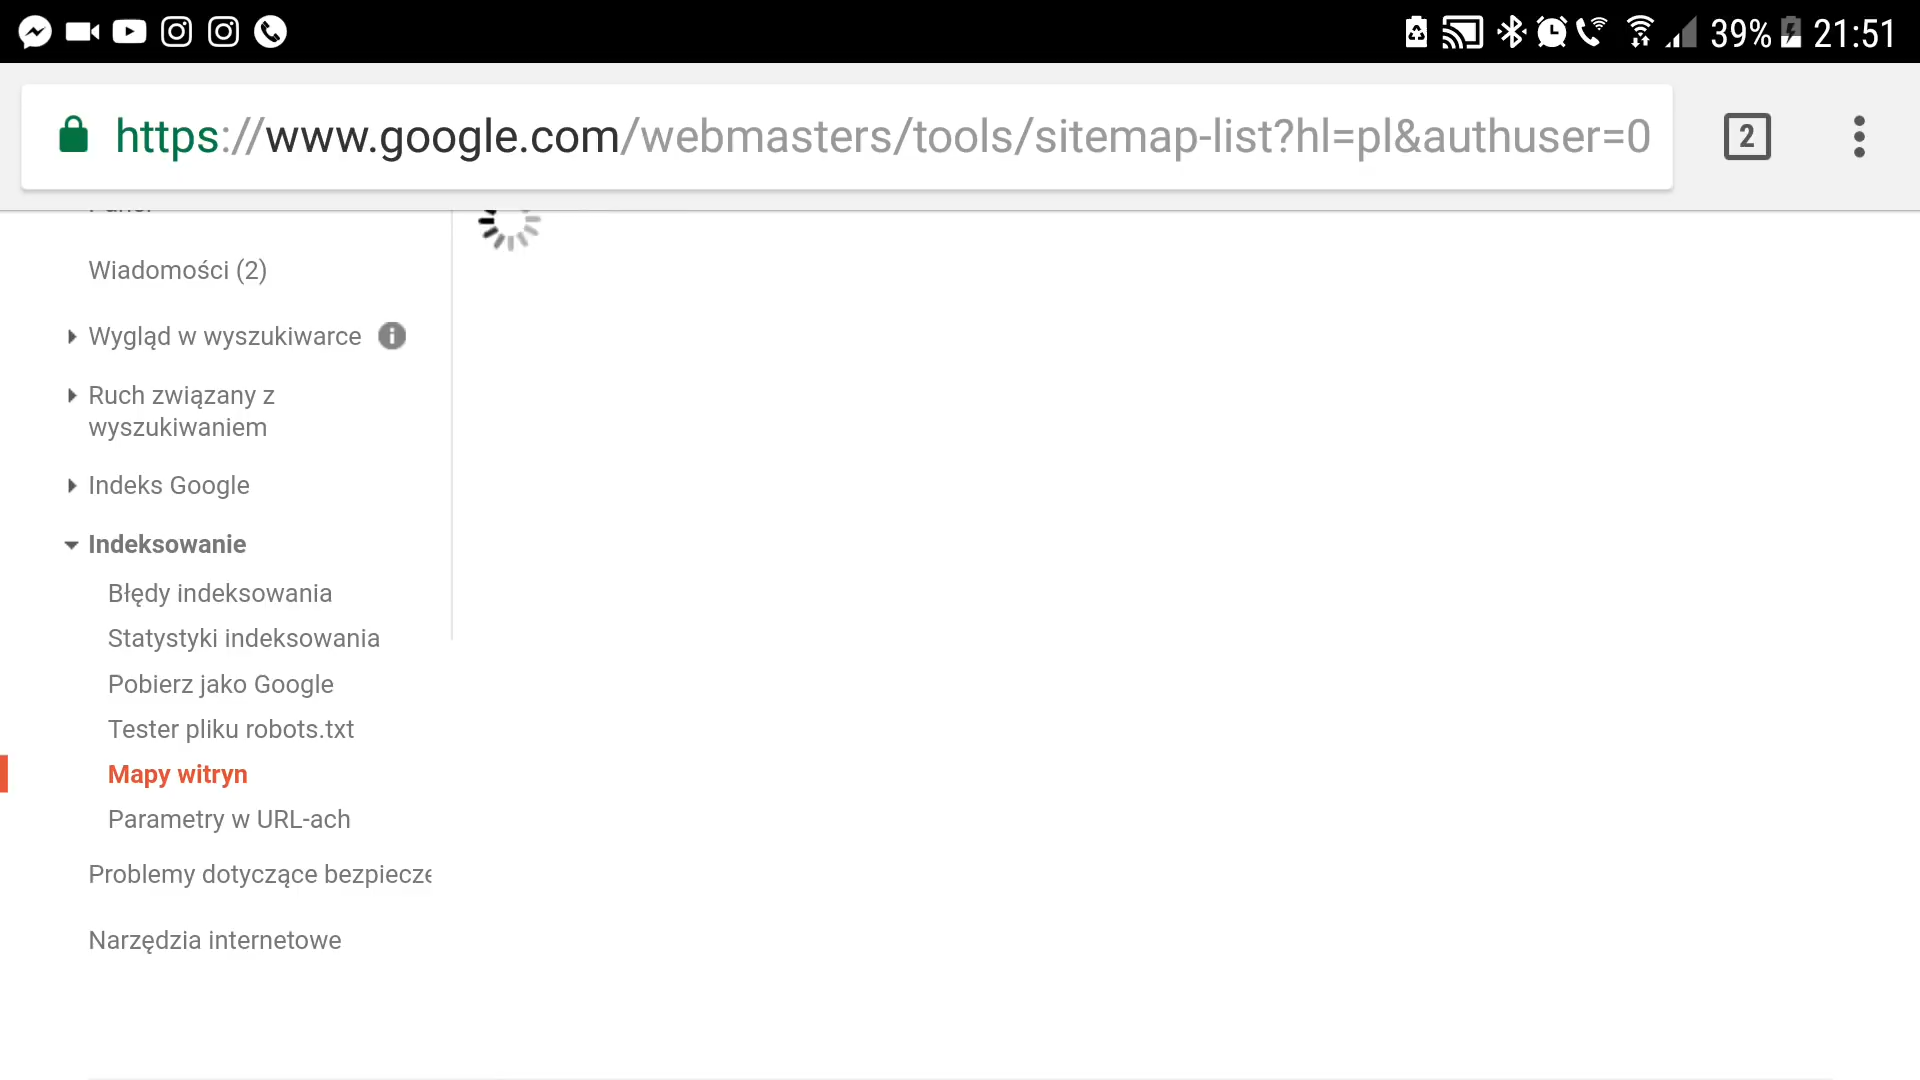 39% 21:51
https://www.google.com/webmasters/tools/sitemap-list?hl=pl&authuser=0
2
Wiadomości (2)
Wygląd w wyszukiwarce
Ruch związany z
wyszukiwaniem
Indeks Google
Indeksowanie
Błędy indeksowania
Statystyki indeksowania
Pobierz jako Google
Tester pliku robots.txt
Mapy witryn
Parametry w URL-ach
Problemy dotyczące bezpiecze
Narzędzia internetowe